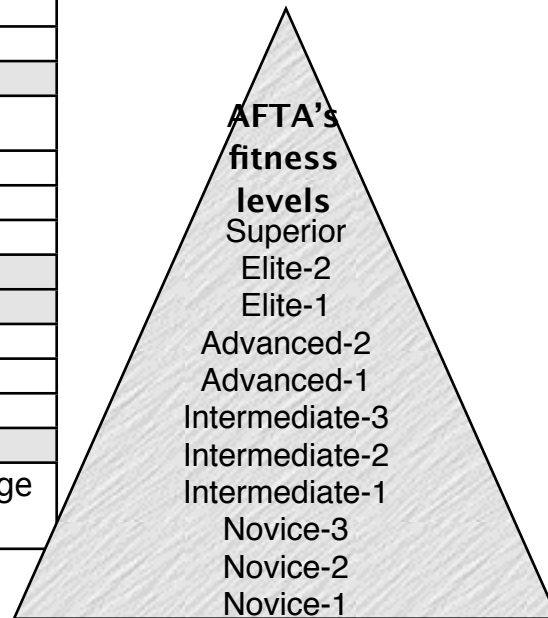 AFTA's
fitness
levels
Superior
Elite-2
Elite-1
Advanced-2
Advanced-1
Intermediate-3
Intermediate-2
ge
Intermediate-1
Novice-3
Novice-2
Novice-1